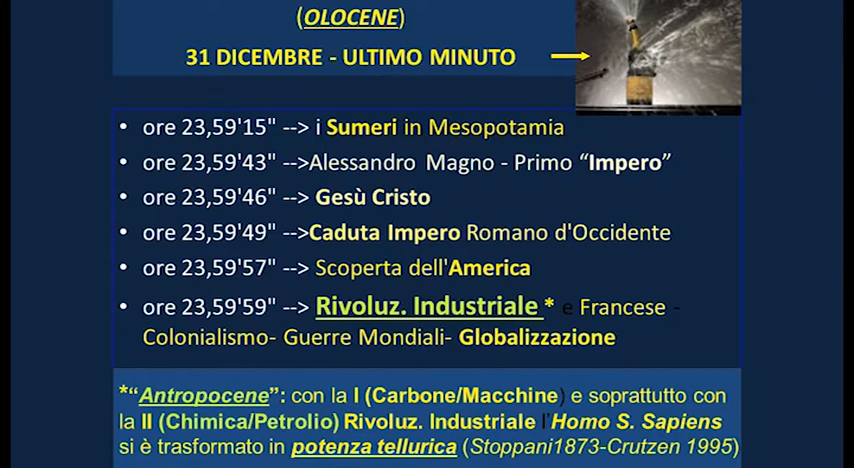 (OLOCENE)
31 DICEMBRE - ULTIMO MINUTO
• ore 23,59'15" --> i Sumeri in Mesopotamia
• ore 23,59'43" -->Alessandro Magno - Primo “Impero”
• ore 23,59'46" --> Gesù Cristo
• ore 23,59'49" -->Caduta Impero Romano d'Occidente
• ore 23,59'57" --> Scoperta dell'America
• ore 23,59'59" --> Rivoluz. Industriale * e Francese -
Colonialismo- Guerre Mondiali- Globalizzazione
*“Antropocene”: con la I (Carbone/Macchine) e soprattutto con
la II (Chimica/Petrolio) Rivoluz. Industriale l'Homo S. Sapiens
si è trasformato in potenza tellurica (Stoppani1873-Crutzen 1995)